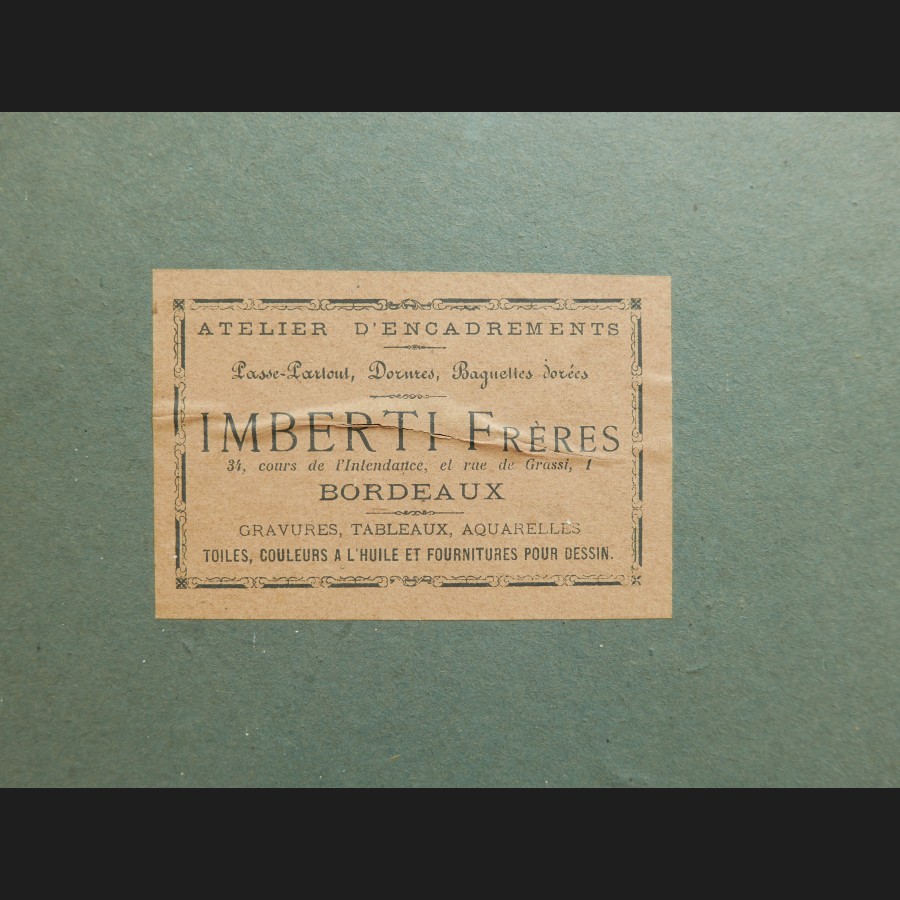 ATELIER D'ENCADREMENTS
Passe-Partout, Dorures, Baguettes dorées
IMBERTI FRÈRES
34, cours de l'Intendance, et rue de Grassi, 1
BORDEAUX
GRAVURES, TABLEAUX, AQUARELLES
TOILES, COULEURS A L'HUILE ET FOURNITURES POUR DESSIN.